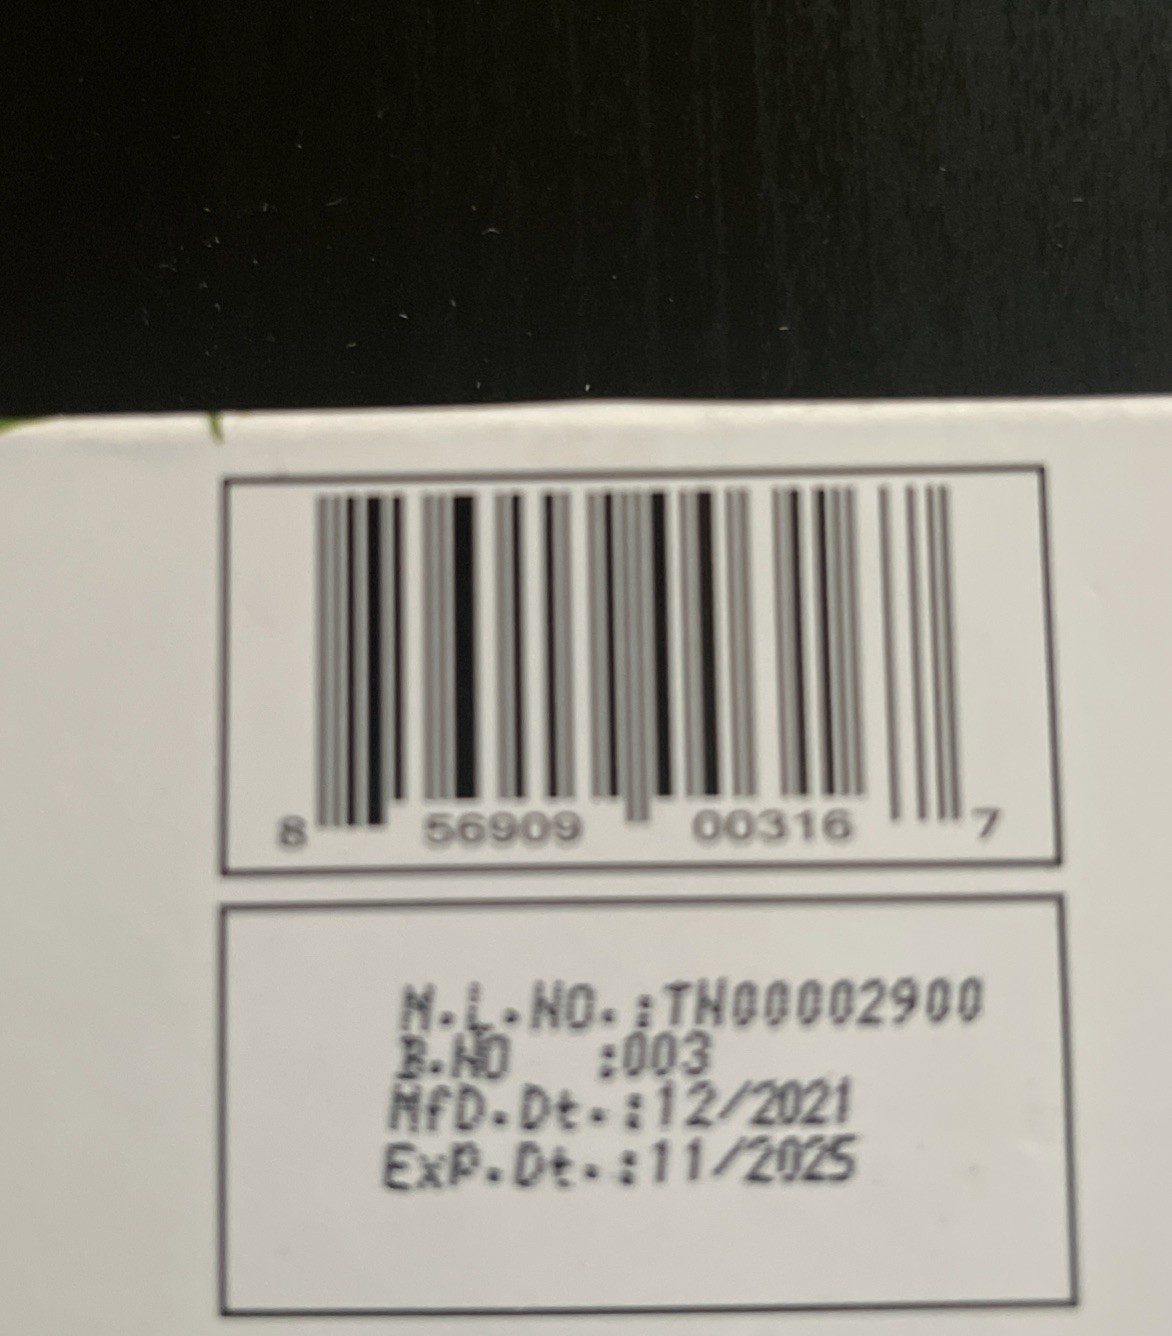 8 56909 00316 7
M.L.NO.:TN00002900
B.NO :003
MfD.Dt.:12/2021
ExP.Dt.:11/2025